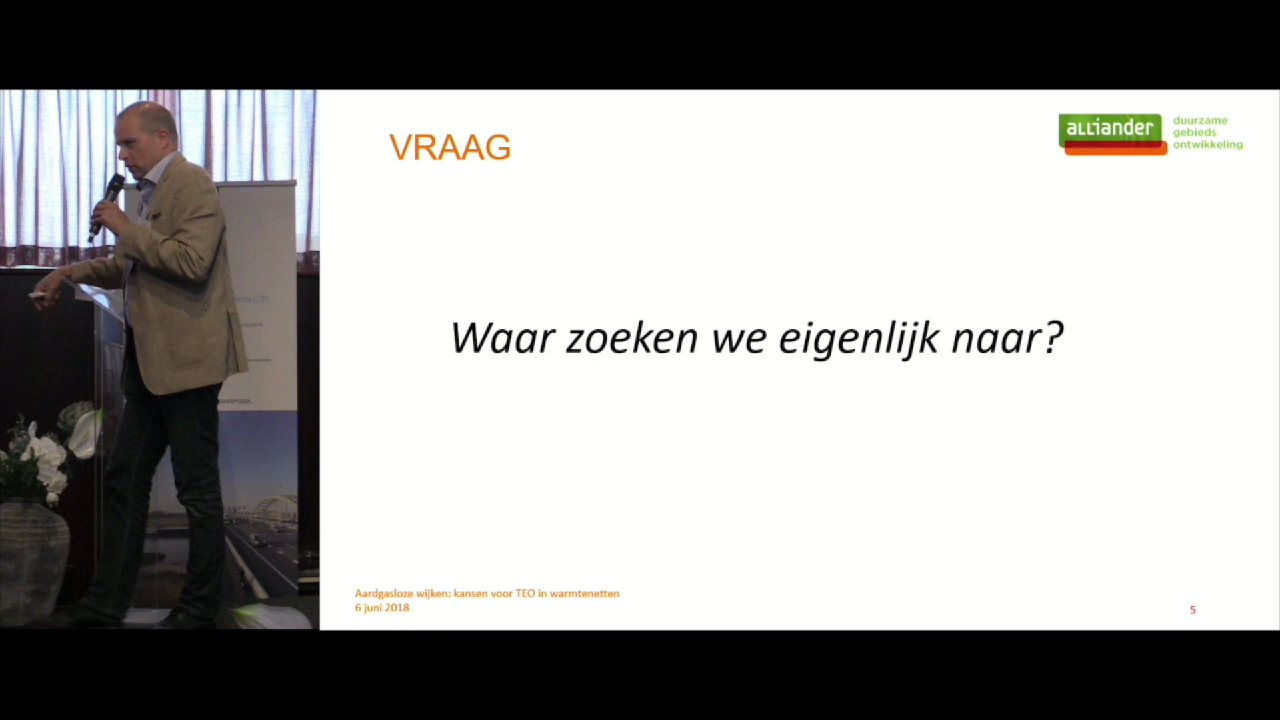 VRAAG
alliander
duurzame
gebieds
ontwikkeling
Waar zoeken we eigenlijk naar?
Aardgasloze wijken: kansen voor TEO in warmtenetten
6 juni 2018
5